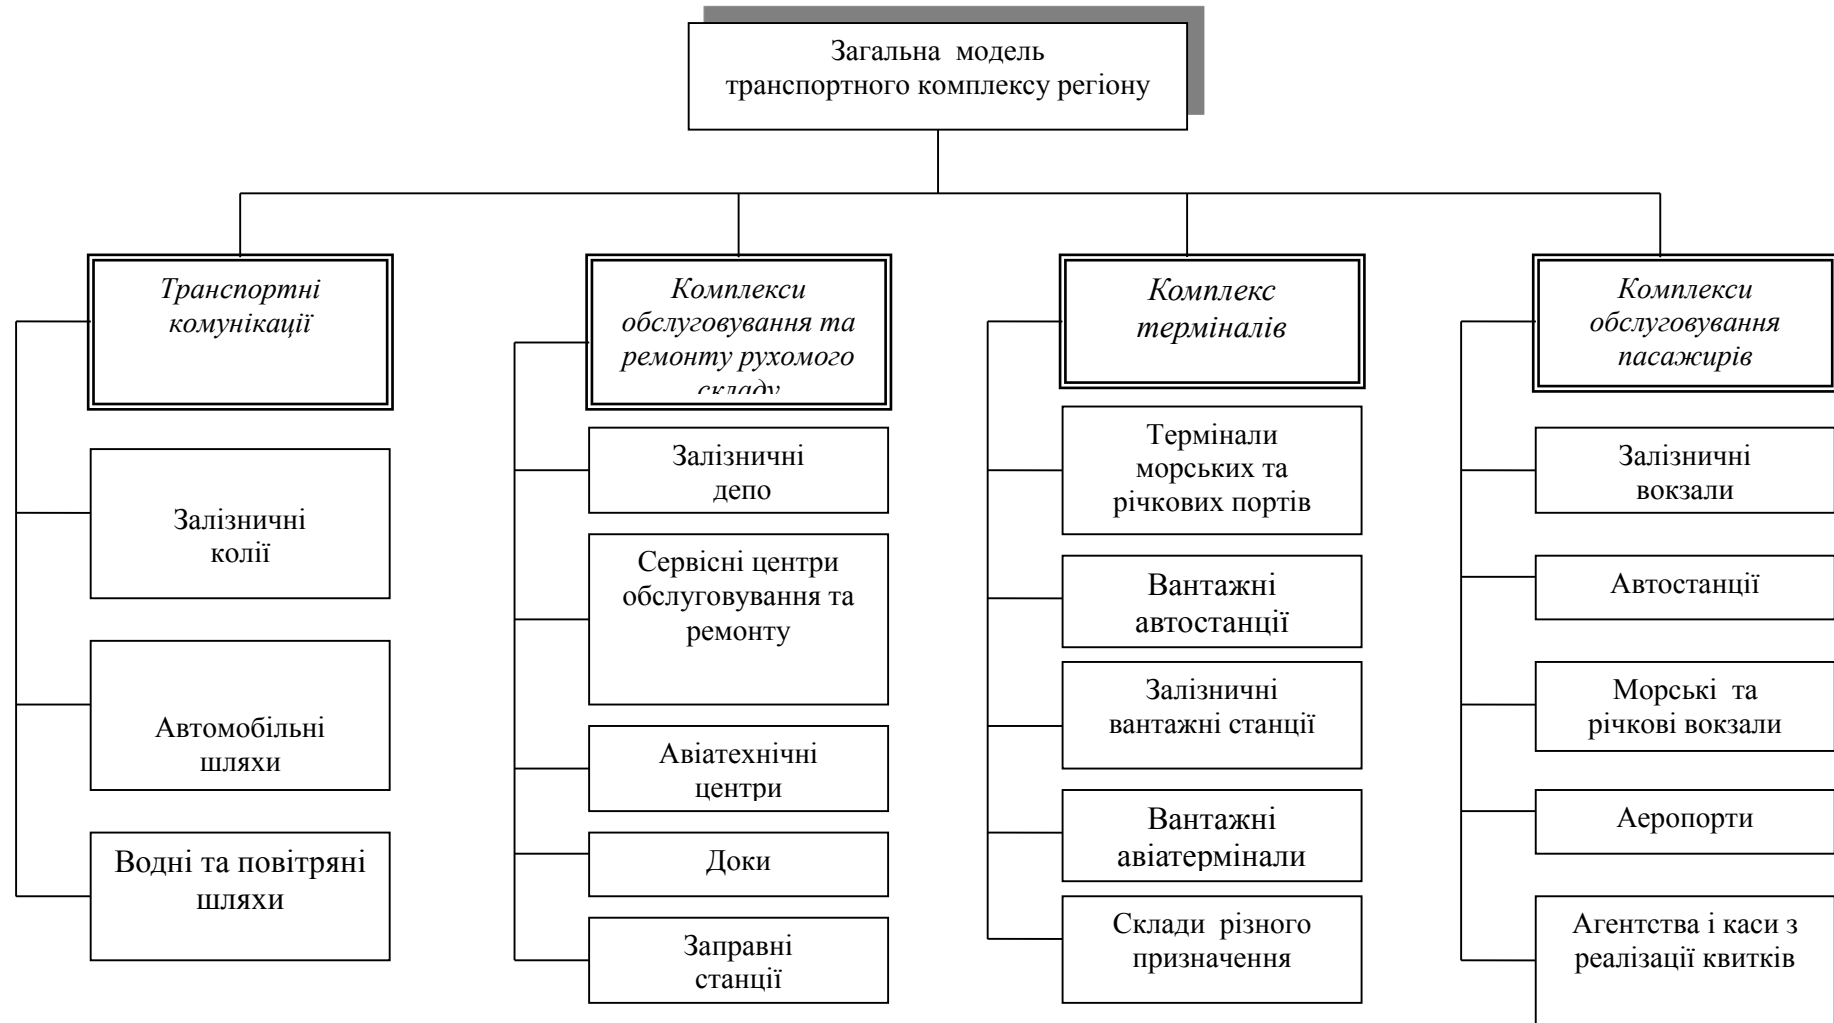 Загальна модель
транспортного комплексу регіону
Транспортні
комунікації
Залізничні
колії
Автомобільні
шляхи
Водні та повітряні
шляхи
Комплекси
обслуговування та
ремонту рухомого
складу
Залізничні
депо
Сервісні центри
обслуговування та
ремонту
Авіатехнічні
центри
Доки
Заправні
станції
Комплекс
терміналів
Термінали
морських та
річкових портів
Вантажні
автостанції
Залізничні
вантажні станції
Вантажні
авіатермінали
Склади різного
призначення
Комплекси
обслуговування
пасажирів
Залізничні
вокзали
Автостанції
Морські та
річкові вокзали
Аеропорти
Агентства і каси з
реалізації квитків